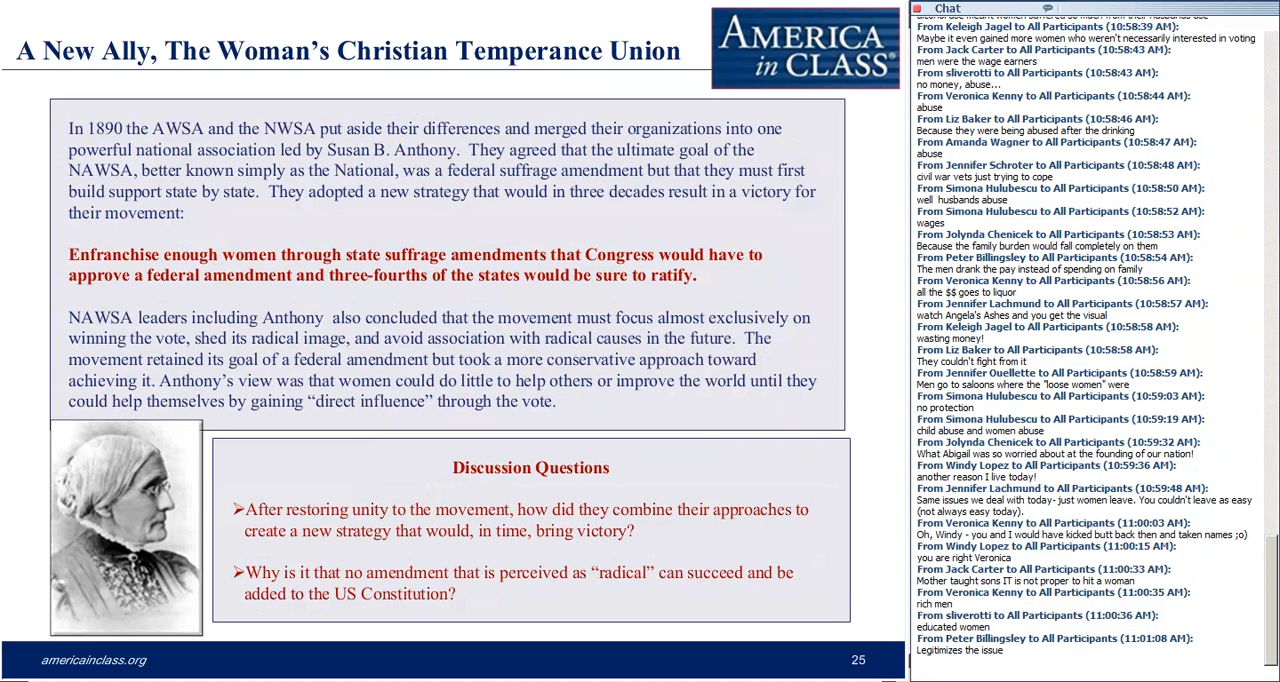 A New Ally, The Woman's Christian Temperance Union
AMERICA
in CLASS®
In 1890 the AWSA and the NWSA put aside their differences and merged their organizations into one
powerful national association led by Susan B. Anthony.  They agreed that the ultimate goal of the
NAWSA, better known simply as the National, was a federal suffrage amendment but that they must first
build support state by state.  They adopted a new strategy that would in three decades result in a victory for
their movement:
Enfranchise enough women through state suffrage amendments that Congress would have to
approve a federal amendment and three-fourths of the states would be sure to ratify.
NAWSA leaders including Anthony  also concluded that the movement must focus almost exclusively on
winning the vote, shed its radical image, and avoid association with radical causes in the future.  The
movement retained its goal of a federal amendment but took a more conservative approach toward
achieving it. Anthony's view was that women could do little to help others or improve the world until they
could help themselves by gaining “direct influence” through the vote.
Discussion Questions
➢After restoring unity to the movement, how did they combine their approaches to
create a new strategy that would, in time, bring victory?
➢Why is it that no amendment that is perceived as “radical” can succeed and be
added to the US Constitution?
americainclass.org
25
Chat
From Keleigh Jagel to All Participants (10:58:39 AM):
Maybe it even gained more women who weren't necessarily interested in voting
From Jack Carter to All Participants (10:58:43 AM):
men were the wage earners
From sliverotti to All Participants (10:58:43 AM):
no money, abuse...
From Veronica Kenny to All Participants (10:58:44 AM):
abuse
From Liz Baker to All Participants (10:58:46 AM):
Because they were being abused after the drinking
From Amanda Wagner to All Participants (10:58:47 AM):
abuse
From Jennifer Schroter to All Participants (10:58:48 AM):
civil war vets just trying to cope
From Simona Hulubescu to All Participants (10:58:50 AM):
well  husbands abuse
From Simona Hulubescu to All Participants (10:58:52 AM):
wages
From Jolynda Chenicek to All Participants (10:58:53 AM):
Because the family burden would fall completely on them
From Peter Billingsley to All Participants (10:58:54 AM):
The men drank the pay instead of spending on family
From Veronica Kenny to All Participants (10:58:56 AM):
all the $$ goes to liquor
From Jennifer Lachmund to All Participants (10:58:57 AM):
watch Angela's Ashes and you get the visual
From Keleigh Jagel to All Participants (10:58:58 AM):
wasting money!
From Liz Baker to All Participants (10:58:58 AM):
They couldn't fight from it
From Jennifer Ouellette to All Participants (10:58:59 AM):
Men go to saloons where the "loose women" were
From Simona Hulubescu to All Participants (10:59:03 AM):
no protection
From Simona Hulubescu to All Participants (10:59:19 AM):
child abuse and women abuse
From Jolynda Chenicek to All Participants (10:59:32 AM):
What Abigail was so worried about at the founding of our nation!
From Windy Lopez to All Participants (10:59:36 AM):
another reason I live today!
From Jennifer Lachmund to All Participants (10:59:48 AM):
Same issues we deal with today- just women leave. You couldn't leave as easy
(not always easy today).
From Veronica Kenny to All Participants (11:00:03 AM):
Oh, Windy - you and I would have kicked butt back then and taken names ;o)
From Windy Lopez to All Participants (11:00:15 AM):
you are right Veronica
From Jack Carter to All Participants (11:00:33 AM):
Mother taught sons IT is not proper to hit a woman
From Veronica Kenny to All Participants (11:00:35 AM):
rich men
From sliverotti to All Participants (11:00:36 AM):
educated women
From Peter Billingsley to All Participants (11:01:08 AM):
Legitimizes the issue